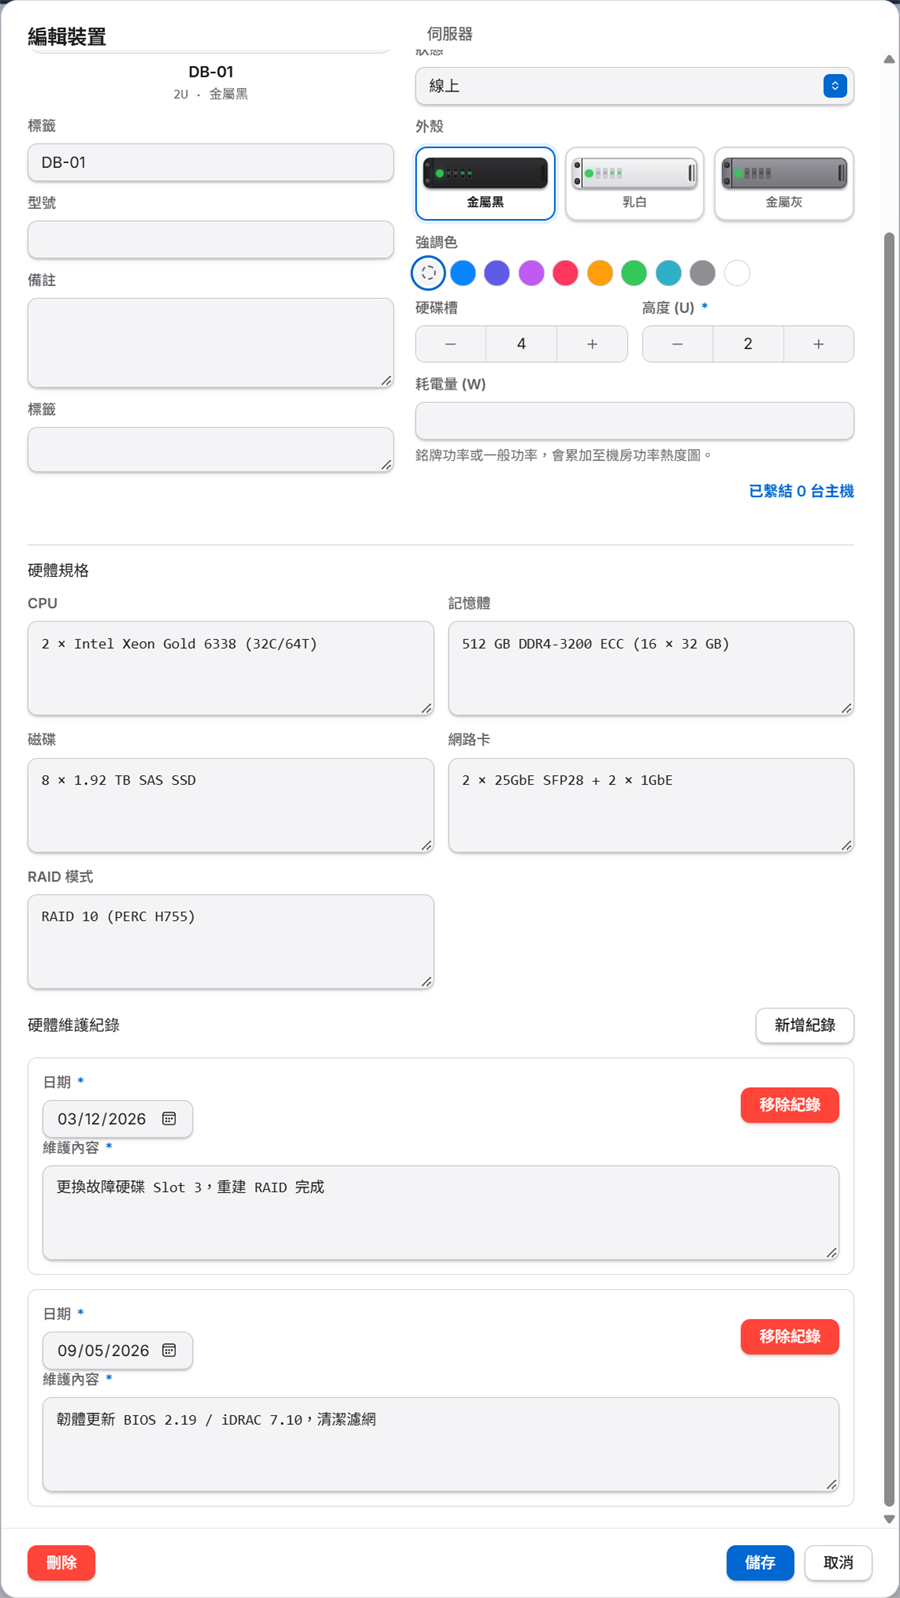 編輯裝置
伺服器
DB-01
2U · 金屬黑
標籤
DB-01
型號
備註
標籤
狀態
線上
外殼
金屬黑
乳白
金屬灰
強調色
硬碟槽
高度 (U) *
− 4 +
− 2 +
耗電量 (W)
銘牌功率或一般功率，會累加至機房功率熱度圖。
已繫結 0 台主機
硬體規格
CPU
2 × Intel Xeon Gold 6338 (32C/64T)
記憶體
512 GB DDR4-3200 ECC (16 × 32 GB)
磁碟
8 × 1.92 TB SAS SSD
網路卡
2 × 25GbE SFP28 + 2 × 1GbE
RAID 模式
RAID 10 (PERC H755)
硬體維護紀錄
新增紀錄
日期 *
03/12/2026
移除紀錄
維護內容 *
更換故障硬碟 Slot 3，重建 RAID 完成
日期 *
09/05/2026
移除紀錄
維護內容 *
韌體更新 BIOS 2.19 / iDRAC 7.10，清潔濾網
刪除
儲存
取消